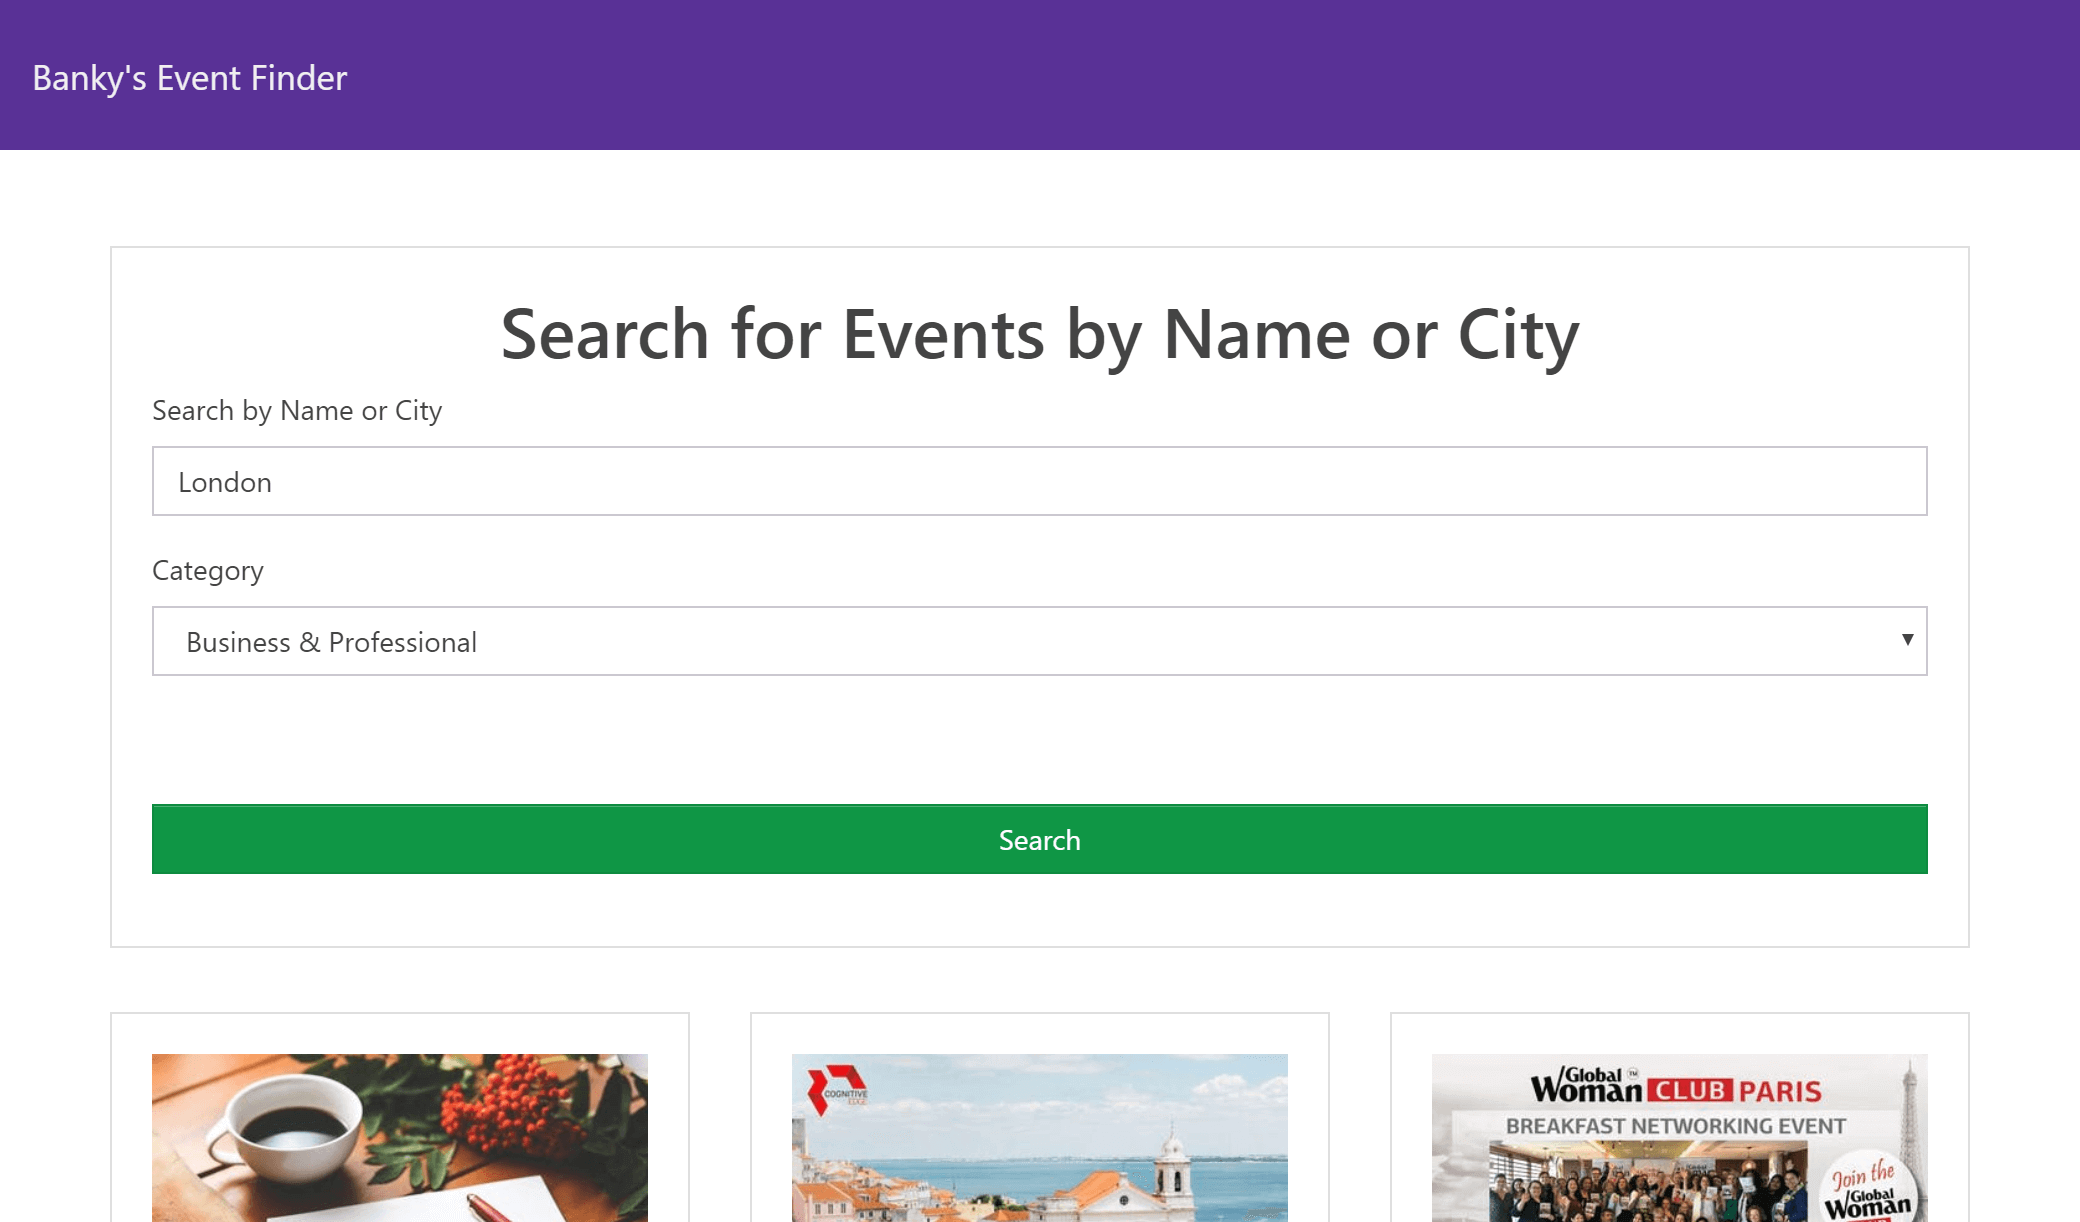 Banky's Event Finder
Search for Events by Name or City
Search by Name or City
London
Category
Business & Professional
Search
COGNITIVE
EDGE
Global
Woman™ CLUB PARIS
BREAKFAST NETWORKING EVENT
Join the
Global
Woman